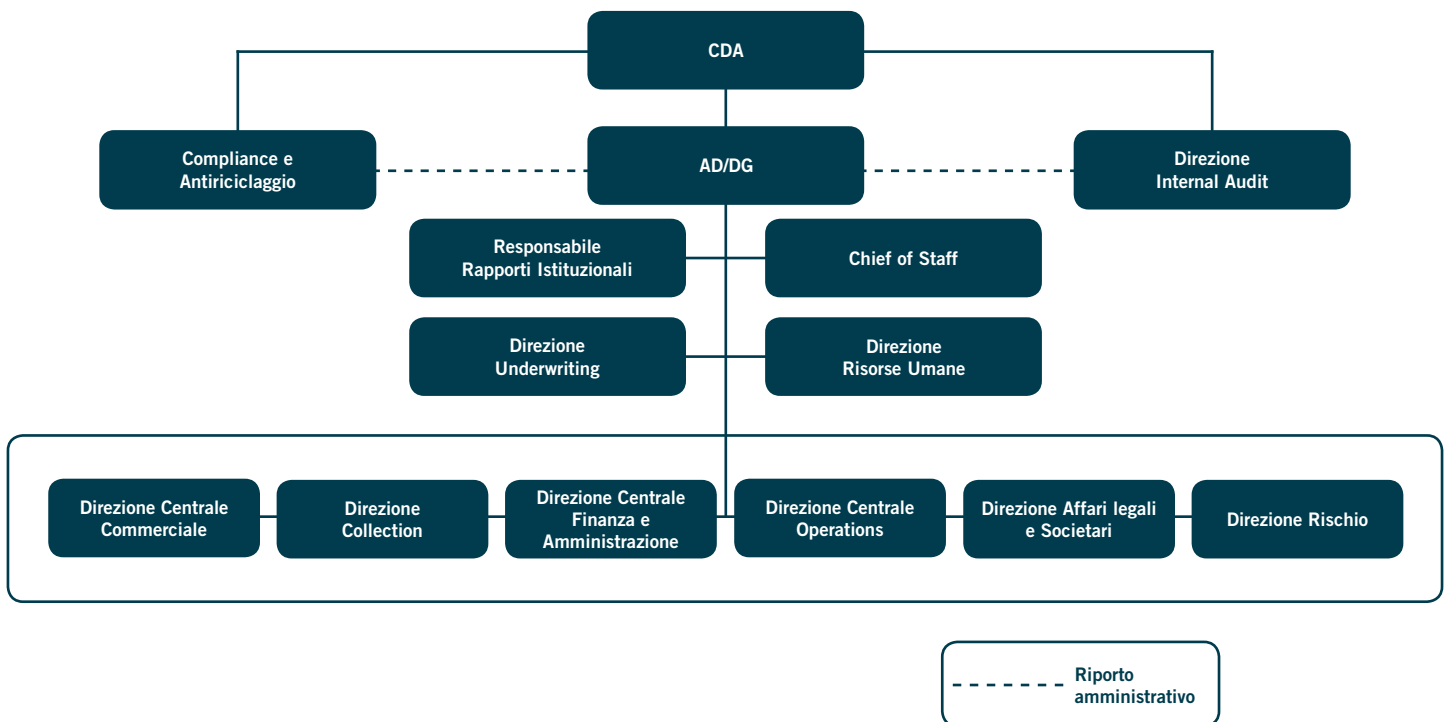 CDA
Compliance e
Antiriciclaggio
AD/DG
Direzione
Internal Audit
Responsabile
Rapporti Istituzionali
Chief of Staff
Direzione
Underwriting
Direzione
Risorse Umane
Direzione Centrale
Commerciale
Direzione
Collection
Direzione Centrale
Finanza e
Amministrazione
Direzione Centrale
Operations
Direzione Affari legali
e Societari
Direzione Rischio
Riporto
amministrativo